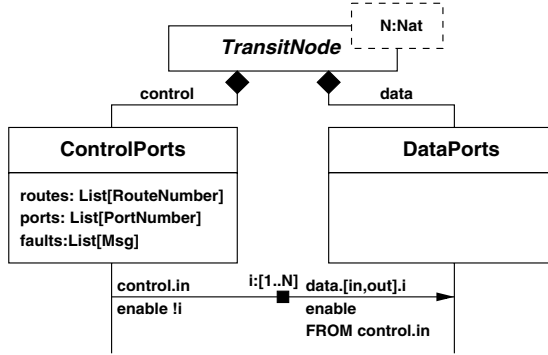 N:Nat
TransitNode
control
data
ControlPorts
DataPorts
routes: List[RouteNumber]
ports: List[PortNumber]
faults:List[Msg]
control.in
i:[1..N]
data.[in,out].i
enable !i
enable
FROM control.in